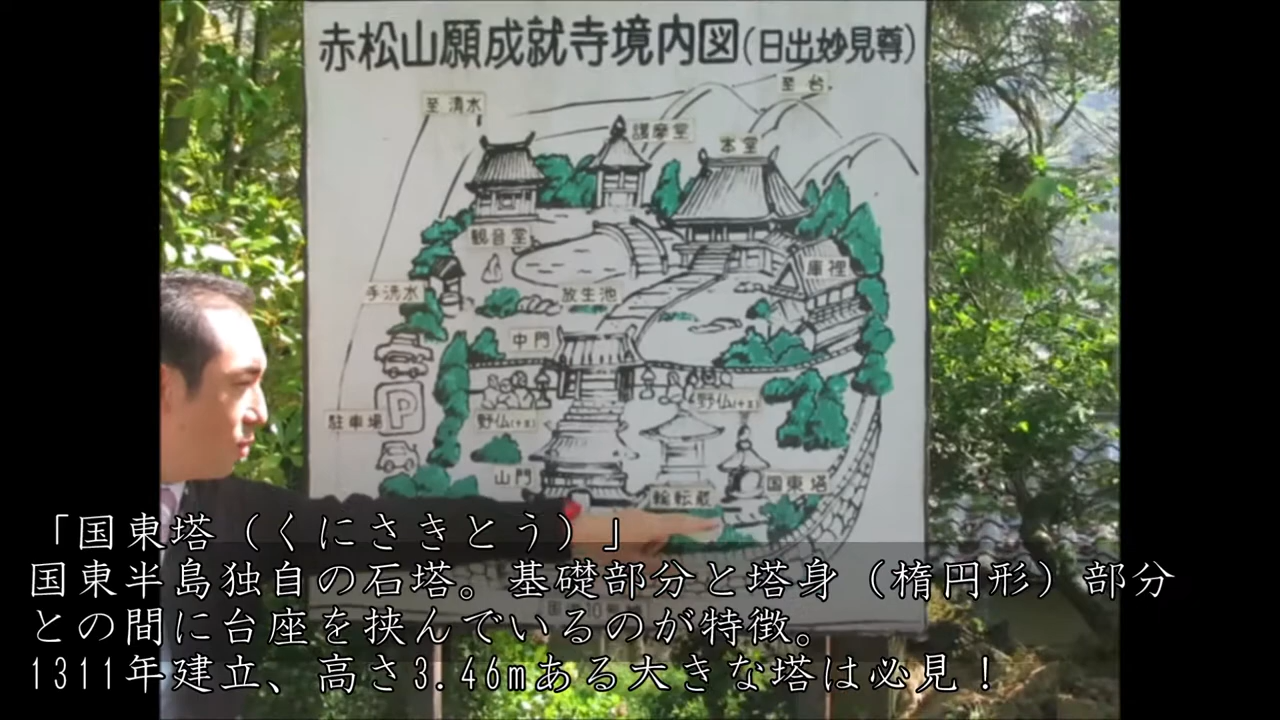 赤松山願成就寺境内図(日出妙見尊)
至台
至清水
護摩堂
本堂
観音堂
庫裡
手洗水
放生池
中門
野仏(十三)
駐車場
P
野仏(十三)
山門
輪転蔵
国東塔
「国東塔（くにさきとう）」
国東半島独自の石塔。基礎部分と塔身（楕円形）部分
との間に台座を挟んでいるのが特徴。
1311年建立、高さ3.46mある大きな塔は必見！